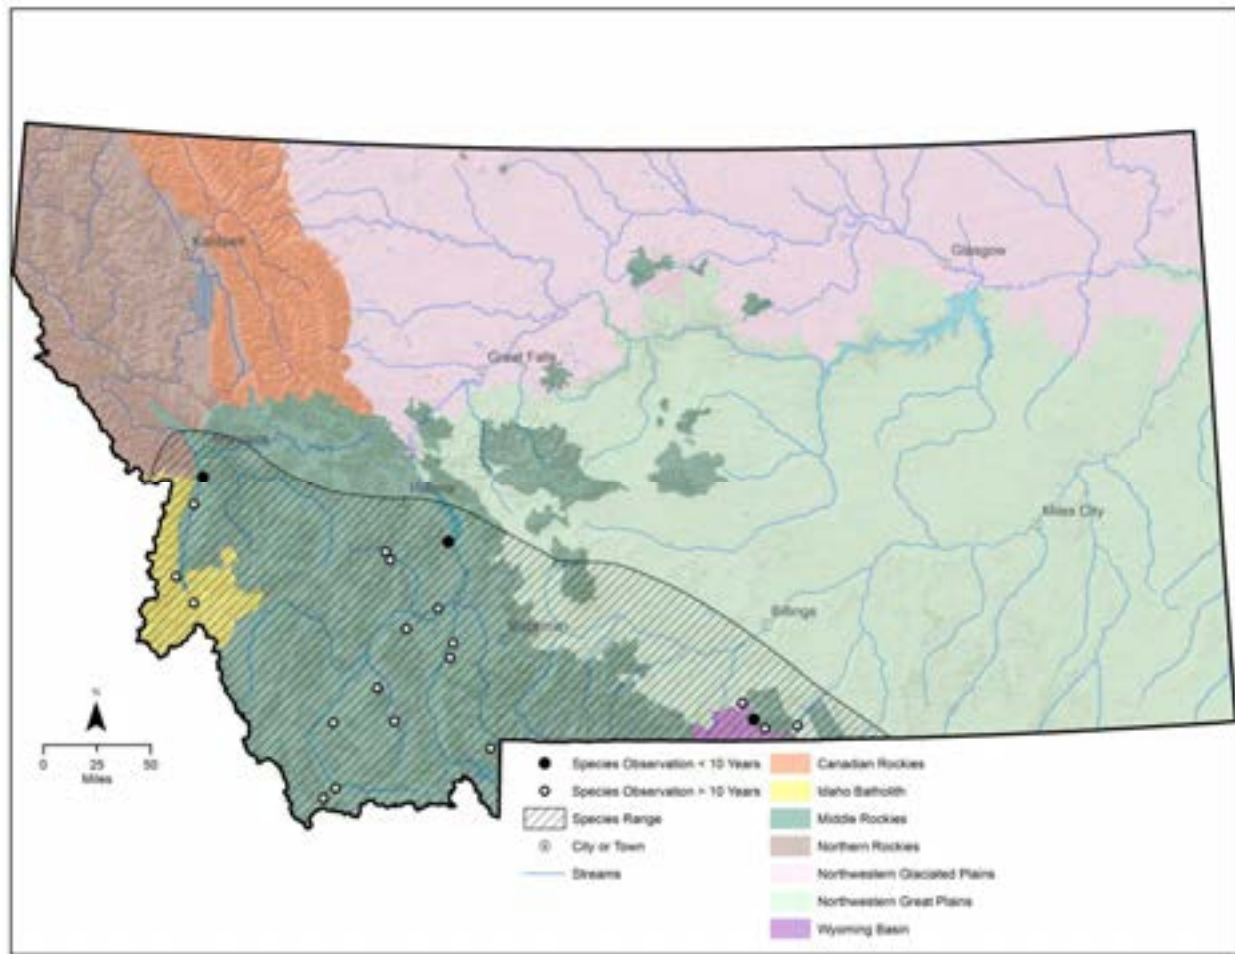 Kalispell
Glasgow
Great Falls
Helena
Miles City
Billings
Bozeman
N
0 25 50
Miles
Species Observation < 10 Years
Species Observation > 10 Years
Species Range
City or Town
Streams
Canadian Rockies
Idaho Batholith
Middle Rockies
Northern Rockies
Northwestern Glaciated Plains
Northwestern Great Plains
Wyoming Basin